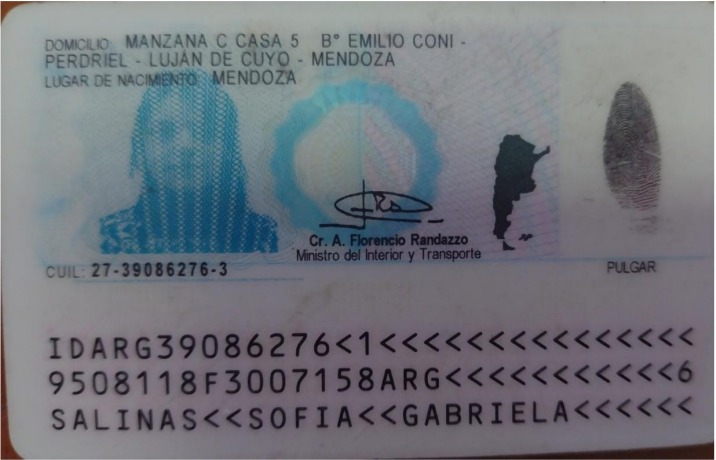 DOMICILIO: MANZANA C CASA 5 B° EMILIO CONI -
PERDRIEL - LUJÁN DE CUYO - MENDOZA
LUGAR DE NACIMIENTO: MENDOZA
Cr. A. Florencio Randazzo
Ministro del Interior y Transporte
CUIL: 27-39086276-3
PULGAR
IDARG39086276<1<<<<<<<<<<<<<<<
9508118F3007158ARG<<<<<<<<<<<6
SALINAS<<SOFIA<<GABRIELA<<<<<<